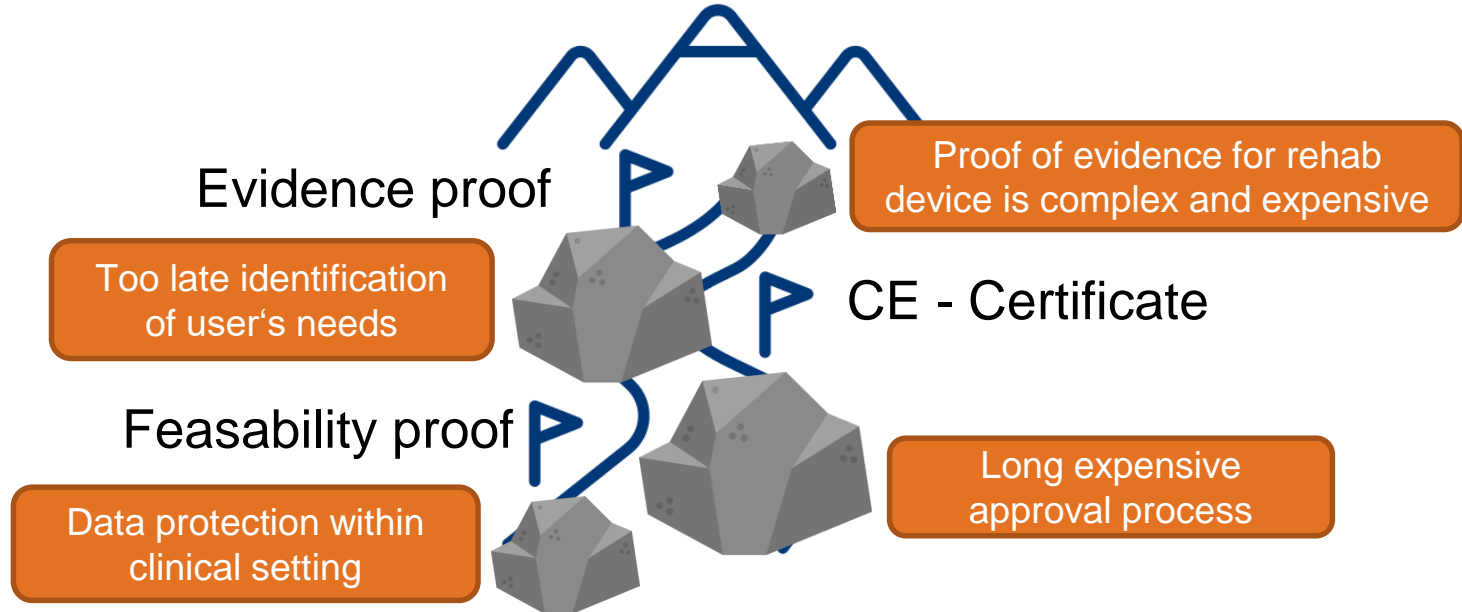 Proof of evidence for rehab
device is complex and expensive
Evidence proof
Too late identification
of user‘s needs
CE - Certificate
Feasability proof
Long expensive
approval process
Data protection within
clinical setting